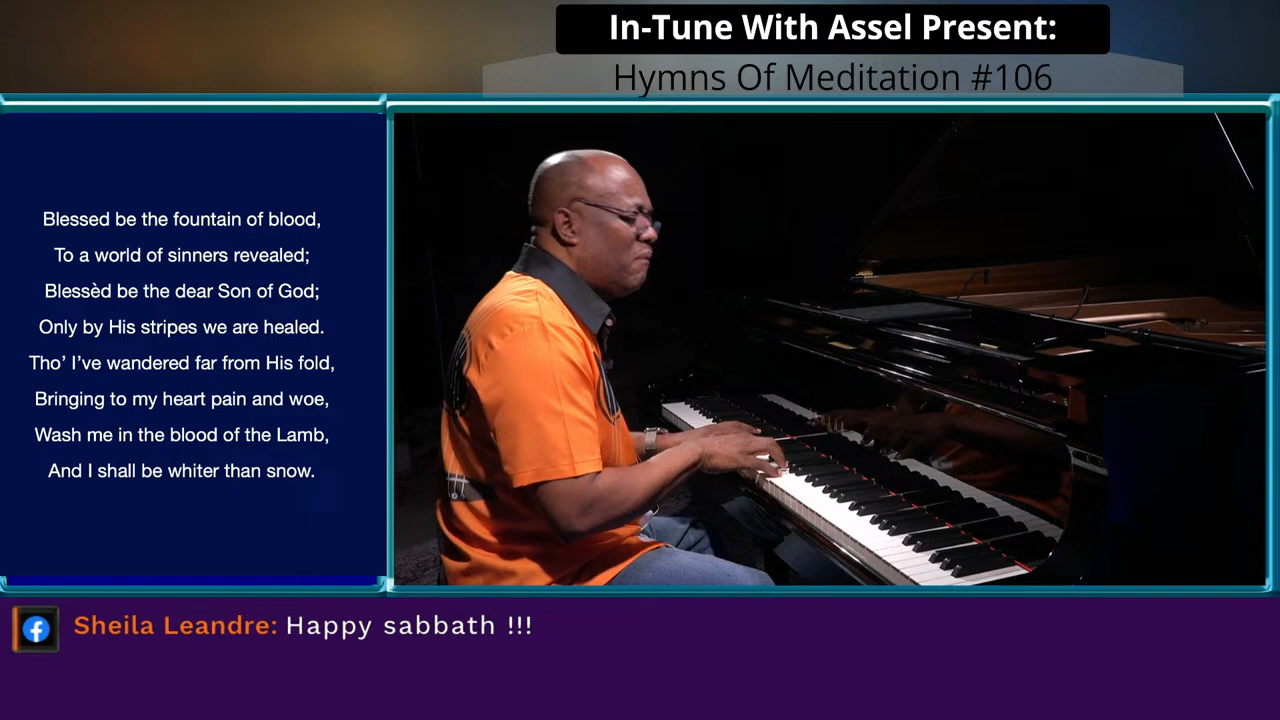 In-Tune With Assel Present:
Hymns Of Meditation #106
Blessed be the fountain of blood,
To a world of sinners revealed;
Blessèd be the dear Son of God;
Only by His stripes we are healed.
Tho’ I’ve wandered far from His fold,
Bringing to my heart pain and woe,
Wash me in the blood of the Lamb,
And I shall be whiter than snow.
Sheila Leandre: Happy sabbath !!!